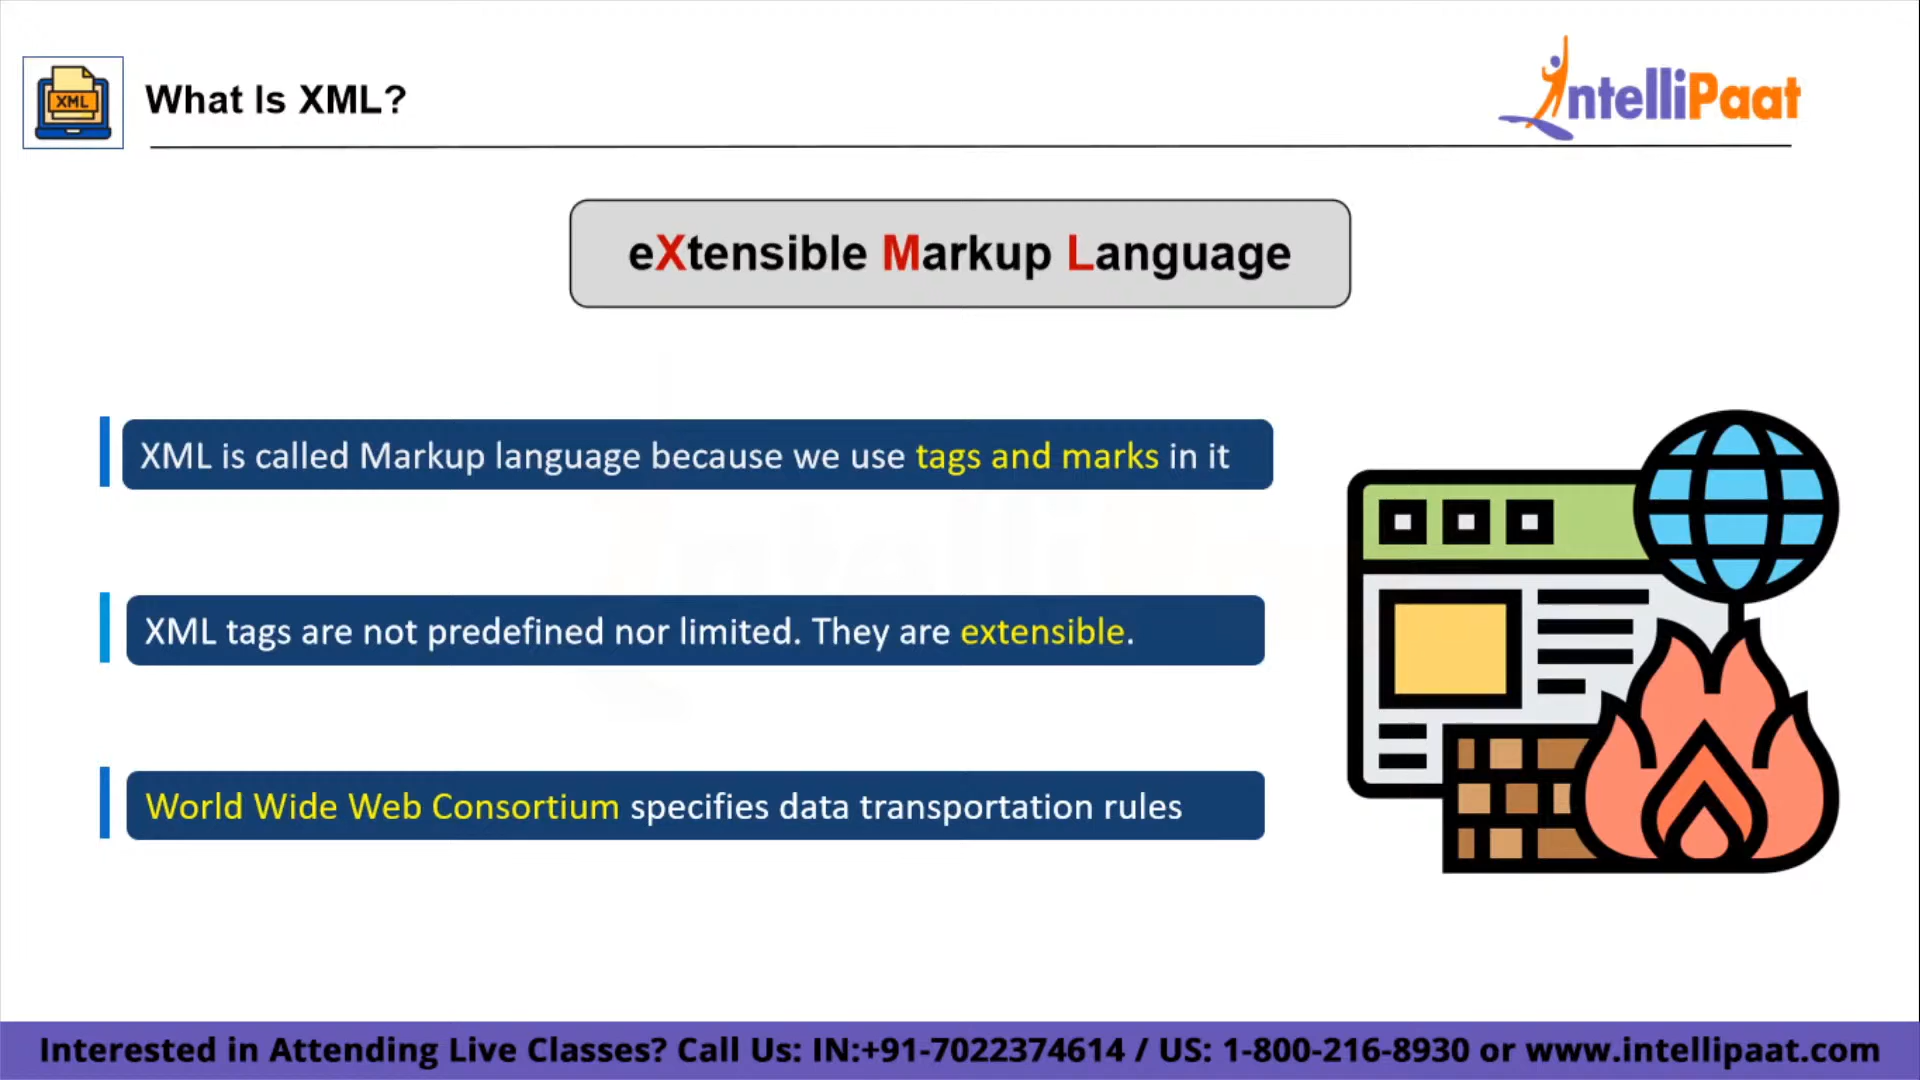 XML
What Is XML?
IntelliPaat
eXtensible Markup Language
XML is called Markup language because we use tags and marks in it
XML tags are not predefined nor limited. They are extensible.
World Wide Web Consortium specifies data transportation rules
Interested in Attending Live Classes? Call Us: IN:+91-7022374614 / US: 1-800-216-8930 or www.intellipaat.com